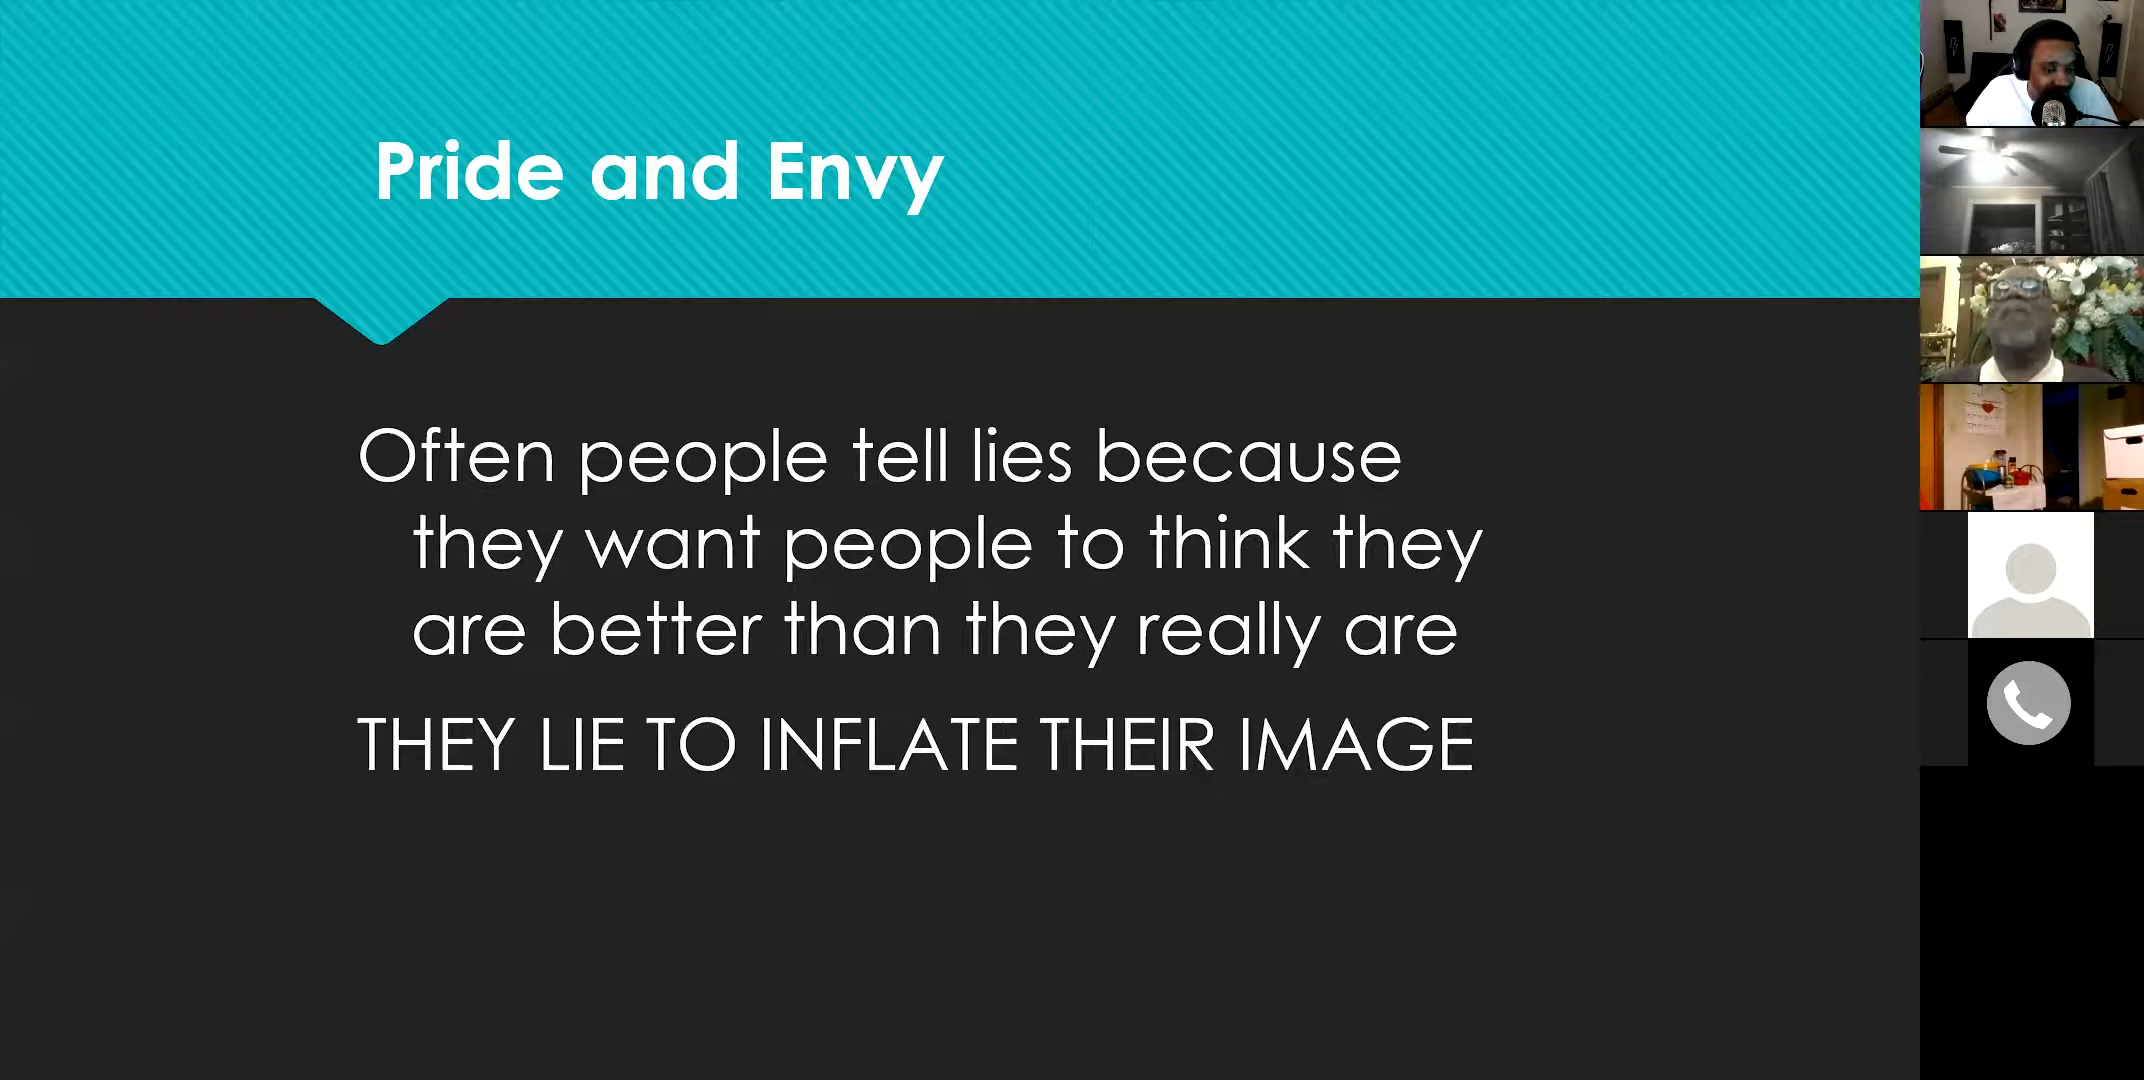 Pride and Envy
Often people tell lies because
they want people to think they
are better than they really are
THEY LIE TO INFLATE THEIR IMAGE